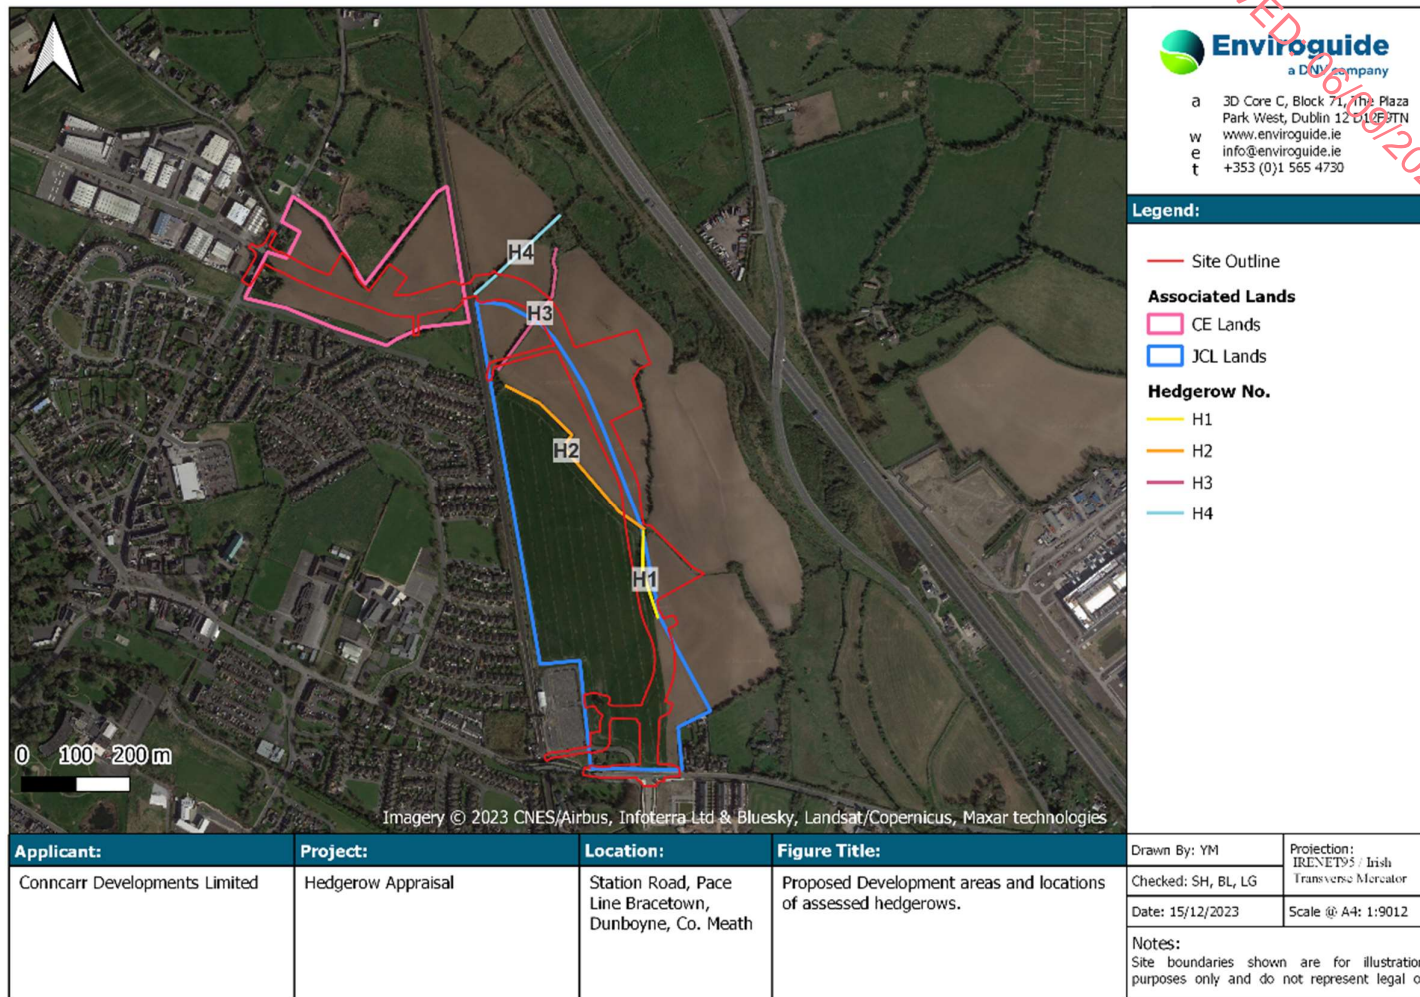 Enviroguide
a DNV company
a 3D Core C, Block 71, The Plaza
Park West, Dublin 12 D12F9TN
w www.enviroguide.ie
e info@enviroguide.ie
t +353 (0)1 565 4730
Legend:
Site Outline
Associated Lands
CE Lands
JCL Lands
Hedgerow No.
H1
H2
H3
H4
H4
H3
H2
H1
0 100 200 m
Imagery © 2023 CNES/Airbus, Infoterra Ltd & Bluesky, Landsat/Copernicus, Maxar technologies
Applicant:
Conncarr Developments Limited
Project:
Hedgerow Appraisal
Location:
Station Road, Pace
Line Bracetown,
Dunboyne, Co. Meath
Figure Title:
Proposed Development areas and locations
of assessed hedgerows.
Drawn By: YM
Checked: SH, BL, LG
Date: 15/12/2023
Projection:
IRENET95 / Irish
Transverse Mercator
Scale @ A4: 1:9012
Notes:
Site boundaries shown are for illustration
purposes only and do not represent legal o